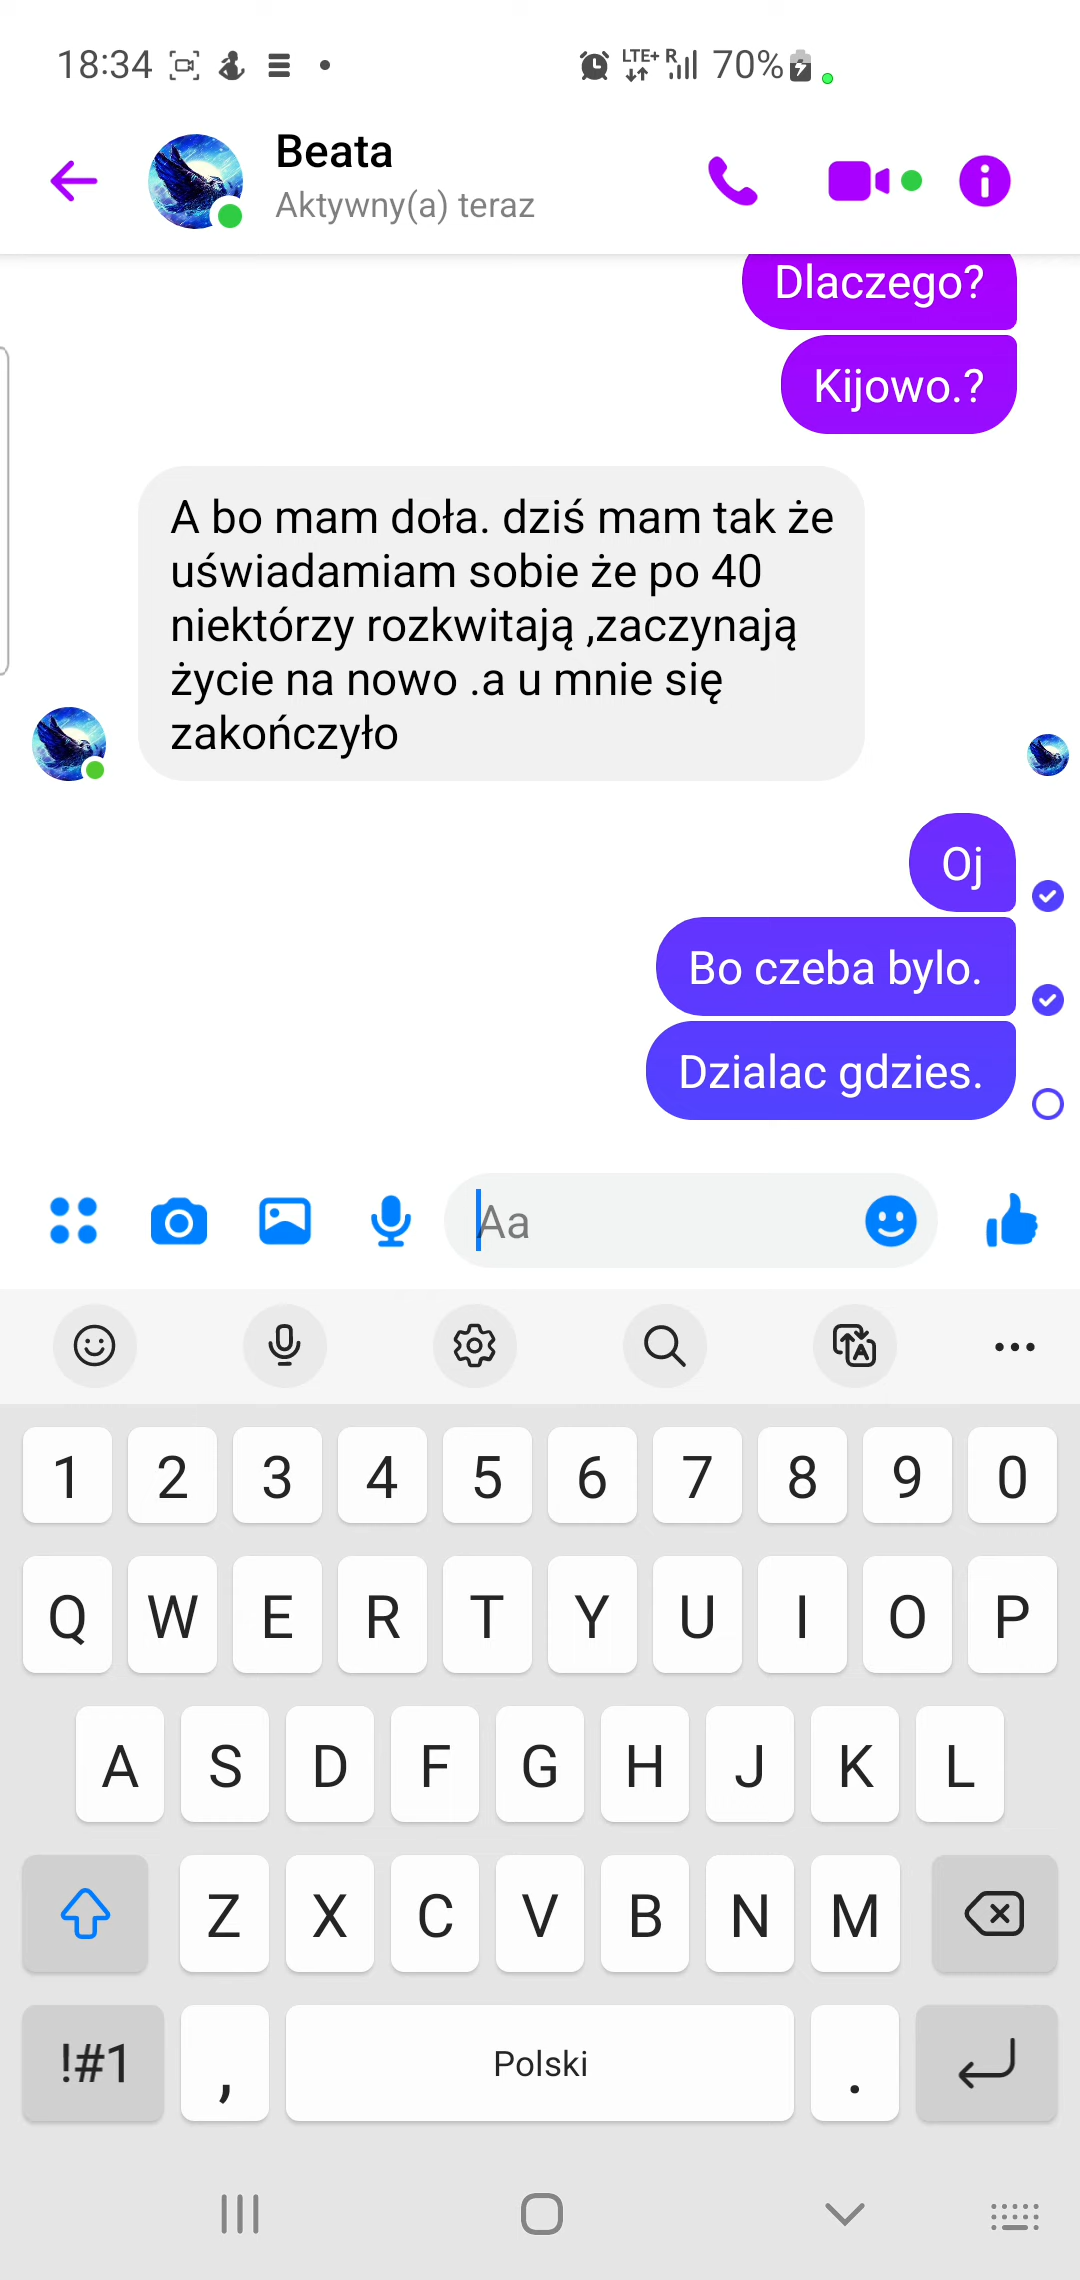 18:34
LTE+ R 70%
Beata
Aktywny(a) teraz
Dlaczego?
Kijowo.?
A bo mam doła. dziś mam tak że
uświadamiam sobie że po 40
niektórzy rozkwitają ,zaczynają
życie na nowo .a u mnie się
zakończyło
Oj
Bo czeba bylo.
Dzialac gdzies.
Aa
1 2 3 4 5 6 7 8 9 0
Q W E R T Y U I O P
A S D F G H J K L
Z X C V B N M
!#1 , Polski .